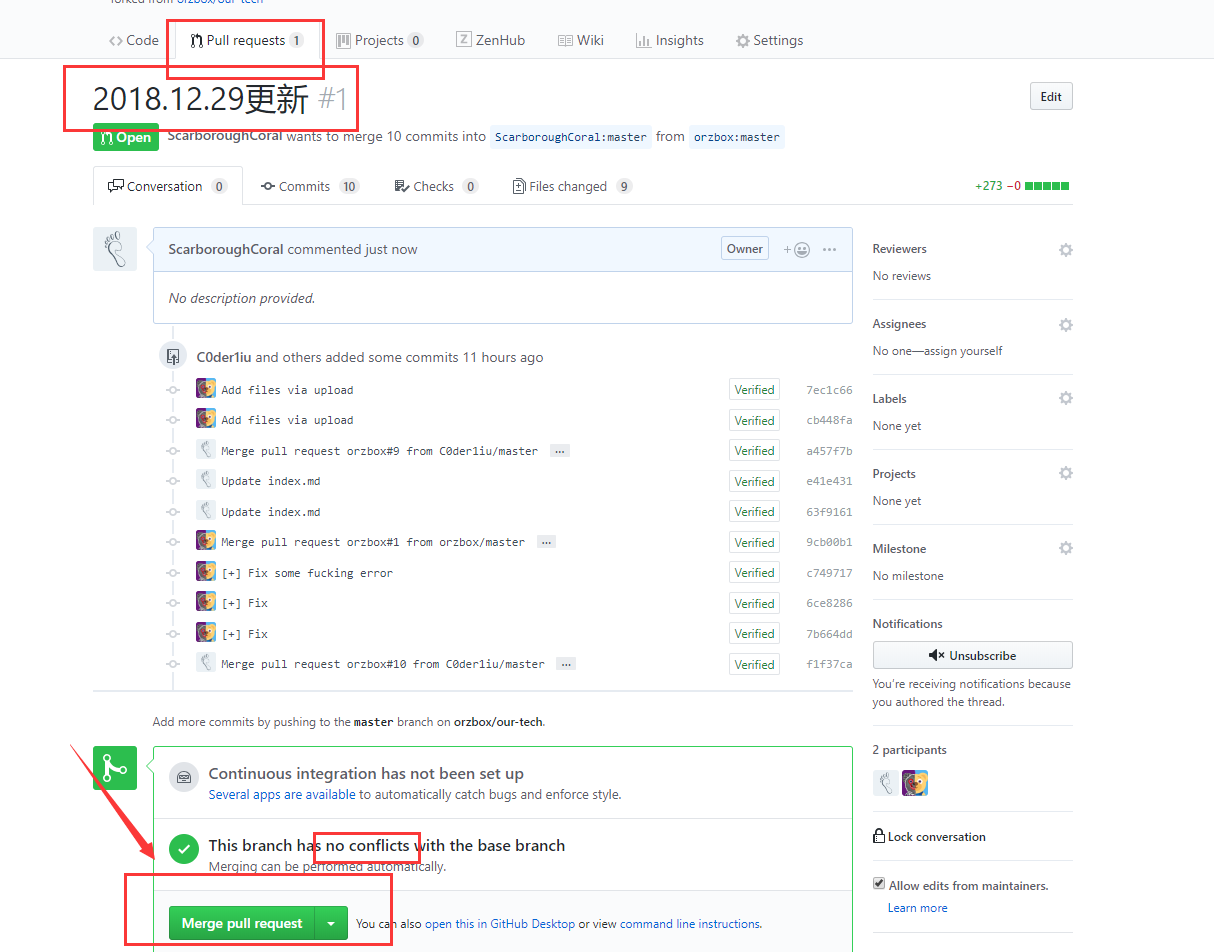 forked from orzbox/our-tech
Code Pull requests 1 Projects 0 ZenHub Wiki Insights Settings
2018.12.29更新 #1
Edit
Open ScarboroughCoral wants to merge 10 commits into ScarboroughCoral:master from orzbox:master
Conversation 0 Commits 10 Checks 0 Files changed 9 +273 −0
ScarboroughCoral commented just now Owner
No description provided.
C0der1iu and others added some commits 11 hours ago
Add files via upload Verified 7ec1c66
Add files via upload Verified cb448fa
Merge pull request orzbox#9 from C0der1iu/master … Verified a457f7b
Update index.md Verified e41e431
Update index.md Verified 63f9161
Merge pull request orzbox#1 from orzbox/master … Verified 9cb00b1
[+] Fix some fucking error Verified c749717
[+] Fix Verified 6ce8286
[+] Fix Verified 7b664dd
Merge pull request orzbox#10 from C0der1iu/master … Verified f1f37ca
Add more commits by pushing to the master branch on orzbox/our-tech.
Continuous integration has not been set up
Several apps are available to automatically catch bugs and enforce style.
This branch has no conflicts with the base branch
Merging can be performed automatically.
Merge pull request You can also open this in GitHub Desktop or view command line instructions.
Reviewers
No reviews
Assignees
No one—assign yourself
Labels
None yet
Projects
None yet
Milestone
No milestone
Notifications
Unsubscribe
You're receiving notifications because
you authored the thread.
2 participants
Lock conversation
Allow edits from maintainers.
Learn more